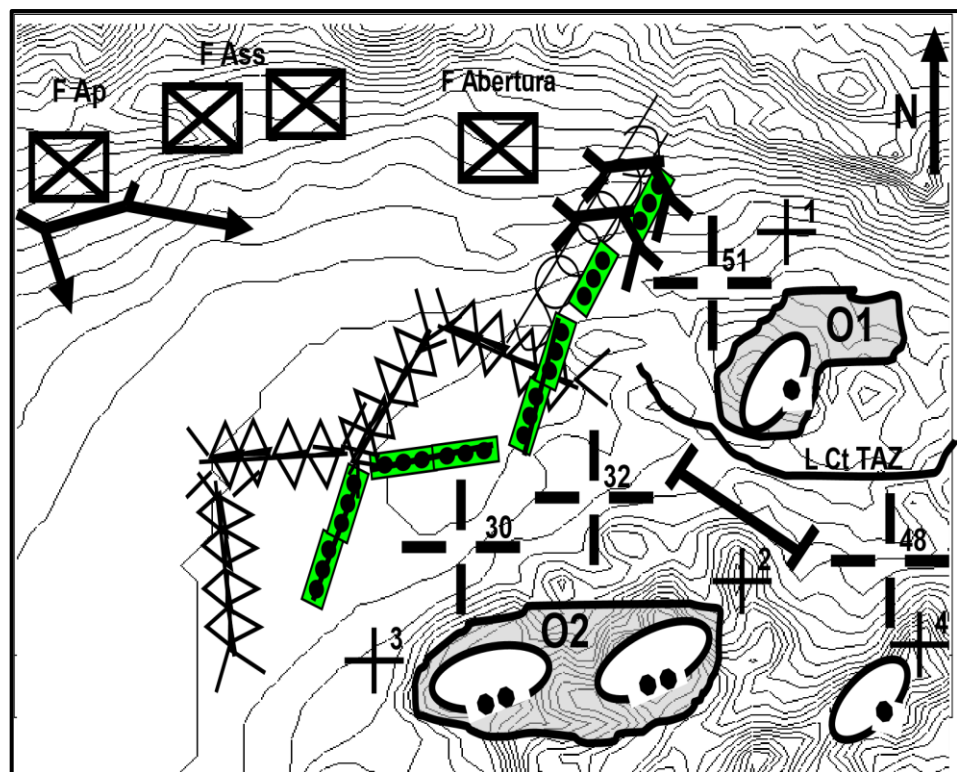 F Ass
F Ap
F Abertura
N
1
51
O1
L Ct TAZ
32
30
48
2
O2
3
4